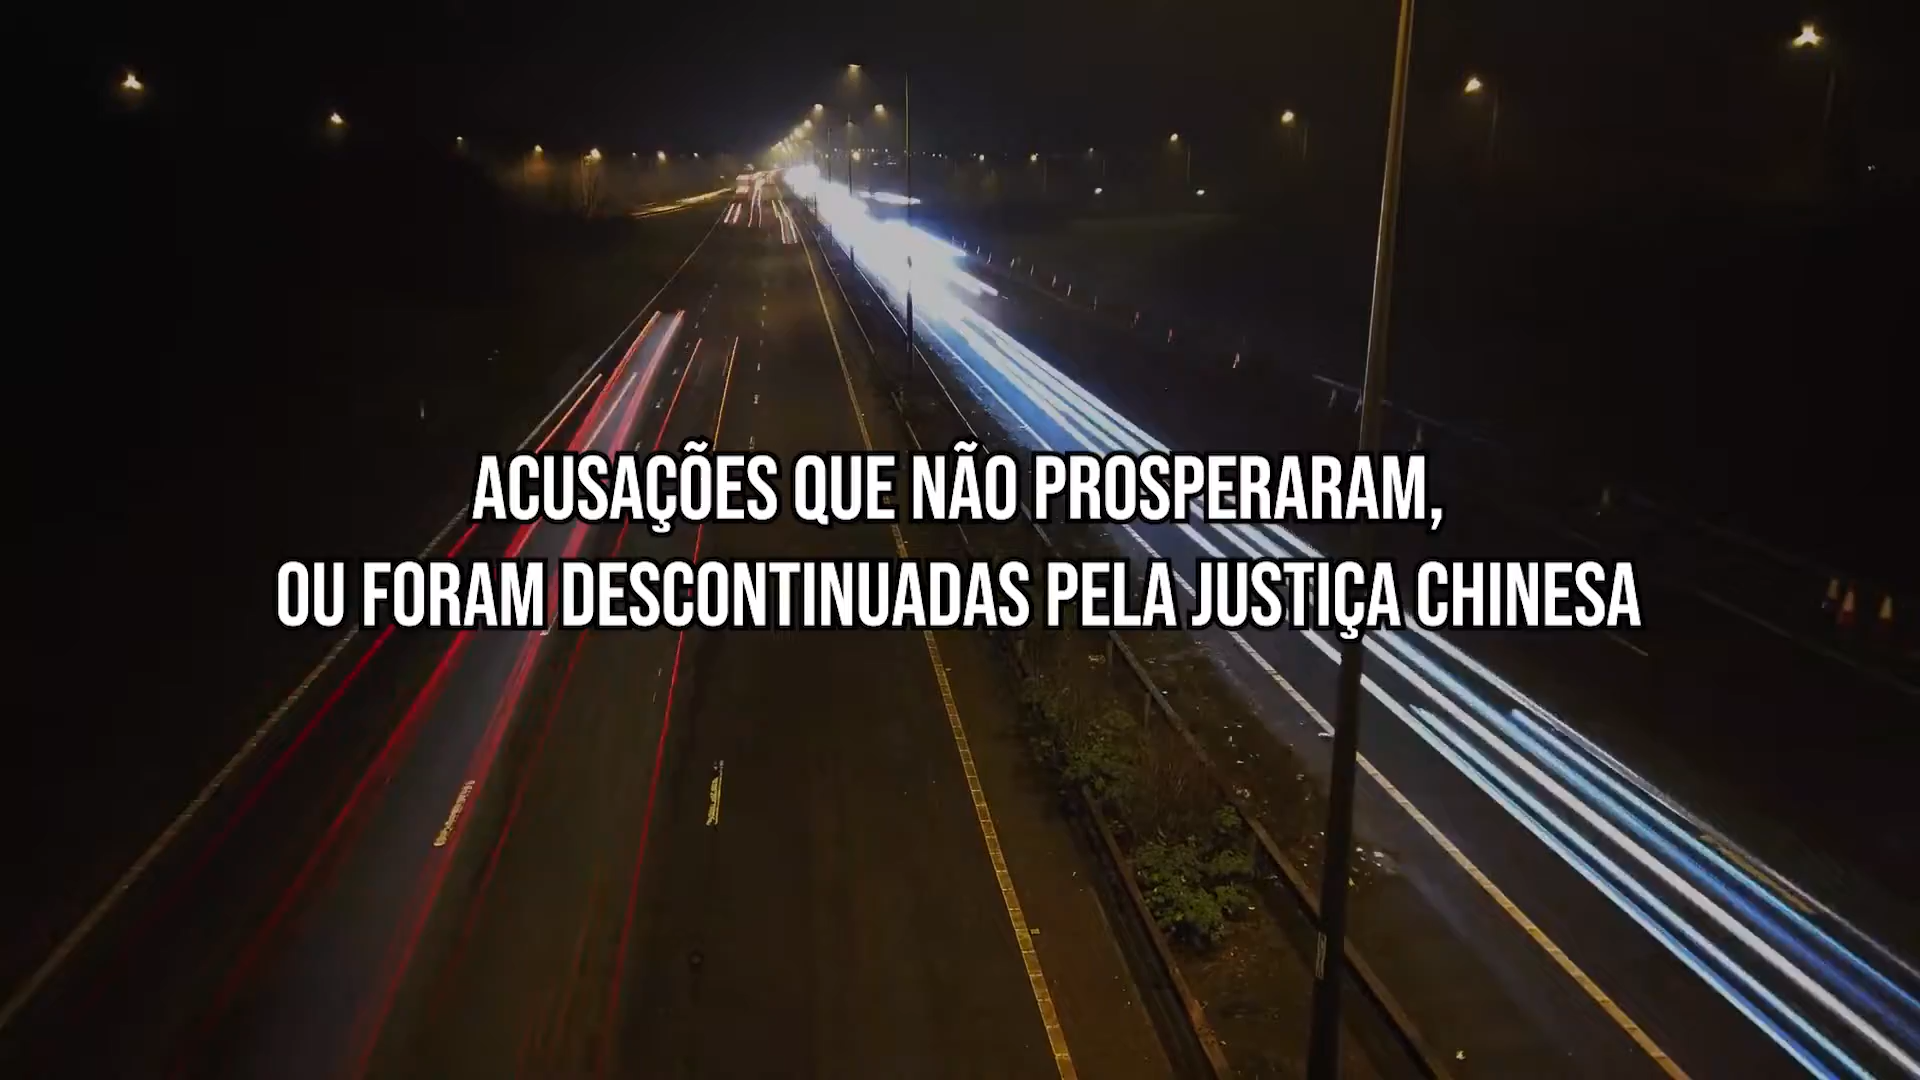 ACUSAÇÕES QUE NÃO PROSPERARAM,
OU FORAM DESCONTINUADAS PELA JUSTIÇA CHINESA